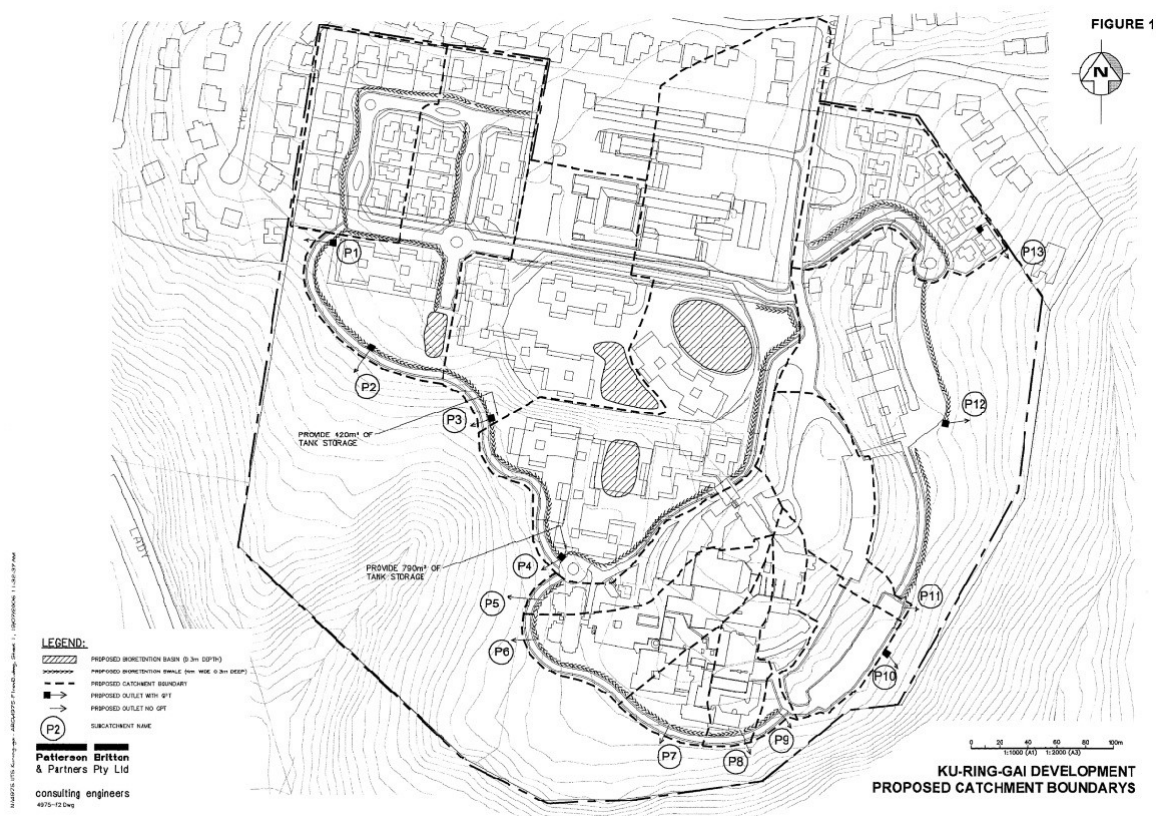 FIGURE 1
N
P1
P13
P2
P12
P3
PROVIDE 420m³ OF
TANK STORAGE
P4
PROVIDE 790m³ OF
TANK STORAGE
P5
P11
P6
P10
P9
P7
P8
LADY
LEGEND:
PROPOSED BIORETENTION BASIN (0.3m DEPTH)
PROPOSED BIORETENTION SWALE (4m WIDE 0.3m DEEP)
PROPOSED CATCHMENT BOUNDARY
PROPOSED OUTLET WITH GPT
PROPOSED OUTLET NO GPT
P2
SUBCATCHMENT NAME
Patterson Britton
& Partners Pty Ltd
consulting engineers
4975-f2.Dwg
0 20 40 60 80 100m
1:1000 (A1) 1:2000 (A3)
KU-RING-GAI DEVELOPMENT
PROPOSED CATCHMENT BOUNDARYS